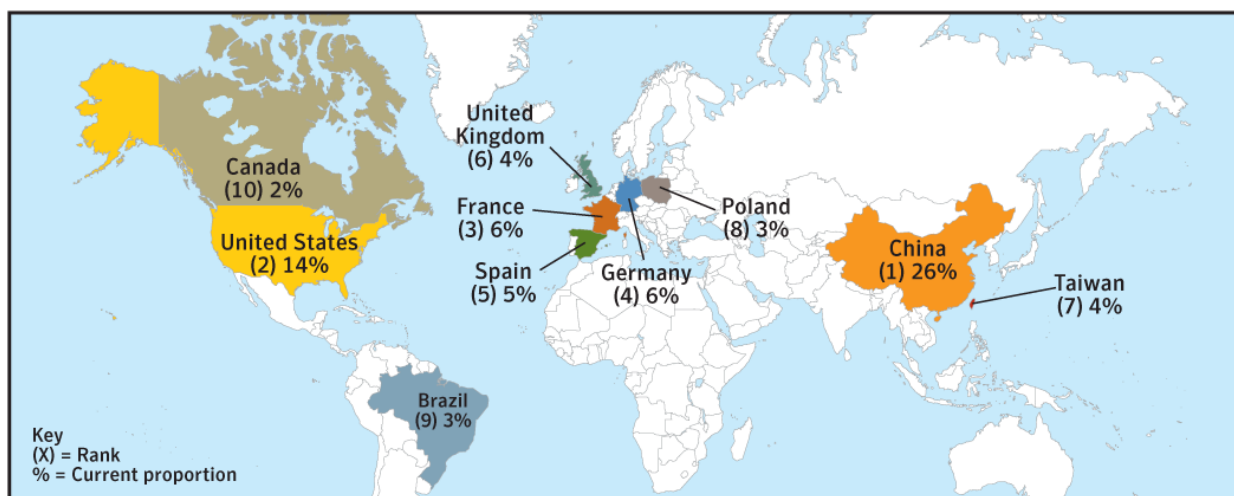 United
Kingdom
(6) 4%
Canada
(10) 2%
France
(3) 6%
Poland
(8) 3%
United States
(2) 14%
China
(1) 26%
Spain
(5) 5%
Germany
(4) 6%
Taiwan
(7) 4%
Brazil
(9) 3%
Key
(X) = Rank
% = Current proportion